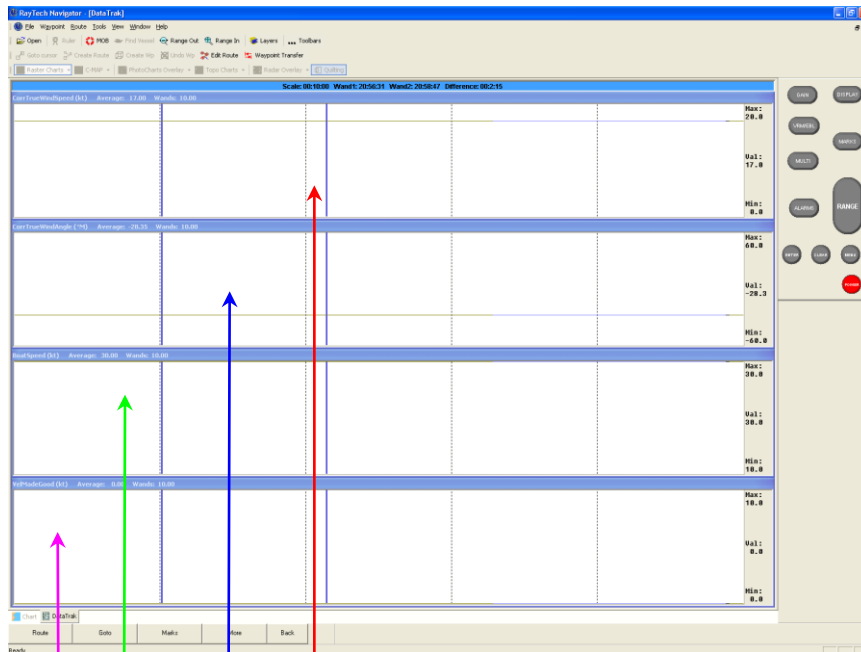 RayTech Navigator - [DataTrak]
File Waypoint Route Tools View Window Help
Open Ruler MOB Find Vessel Range Out Range In Layers Toolbars
Goto cursor Create Route Create Wp Undo Wp Edit Route Waypoint Transfer
Raster Charts C-MAP PhotoCharts Overlay Topo Charts Radar Overlay Quilting
Scale: 00:10:00 Wand1: 20:56:31 Wand2: 20:58:47 Difference: 00:2:15
CurrTrueWindSpeed (kt) Average: 17.00 Wands: 10.00
Max:
20.0
Val:
17.0
Min:
0.0
CurrTrueWindAngle (°M) Average: -28.35 Wands: 10.00
Max:
60.0
Val:
-28.3
Min:
-60.0
BoatSpeed (kt) Average: 30.00 Wands: 10.00
Max:
30.0
Val:
30.0
Min:
10.0
VelMadeGood (kt) Average: 0.00 Wands: 10.00
Max:
10.0
Val:
0.0
Min:
0.0
GAIN DISPLAY
VRM/EBL
MARKS
MULTI
ALARMS RANGE
ENTER CLEAR MENU
POWER
Chart DataTrak
Route Goto Marks More Back
Ready